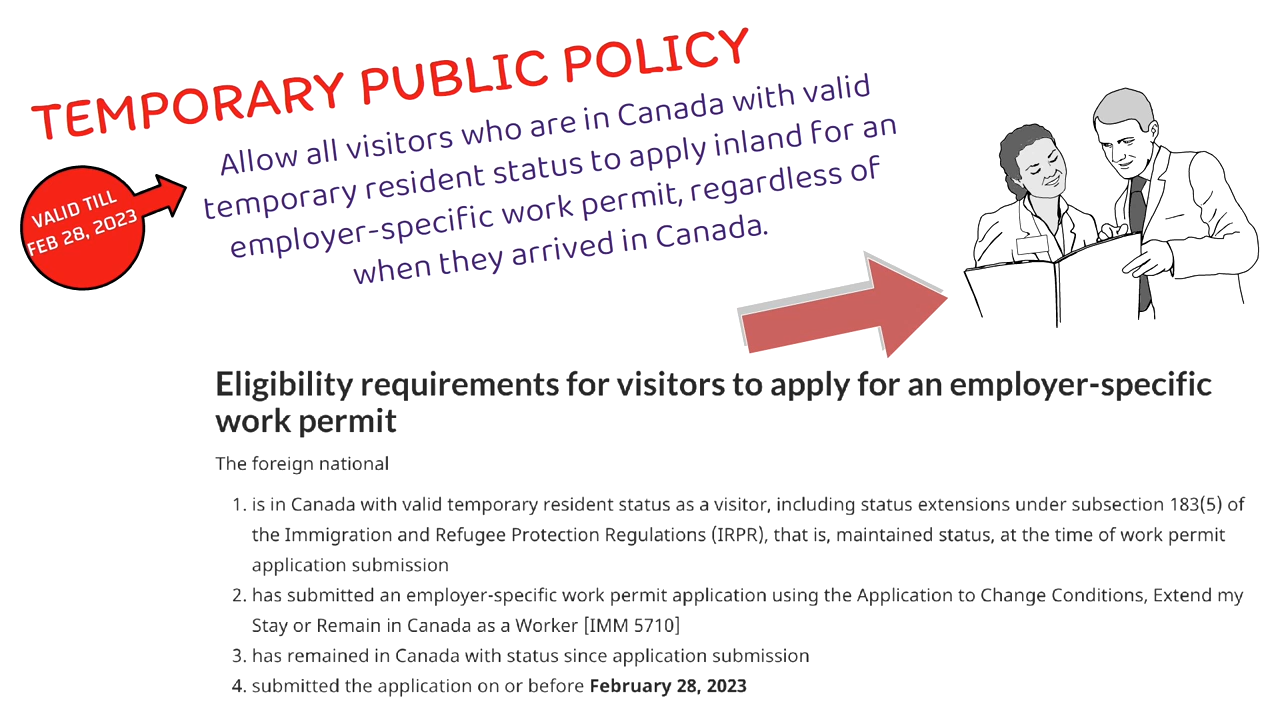 TEMPORARY PUBLIC POLICY
Allow all visitors who are in Canada with valid
temporary resident status to apply inland for an
employer-specific work permit, regardless of
when they arrived in Canada.
VALID TILL
FEB 28, 2023
Eligibility requirements for visitors to apply for an employer-specific
work permit
The foreign national
1. is in Canada with valid temporary resident status as a visitor, including status extensions under subsection 183(5) of
the Immigration and Refugee Protection Regulations (IRPR), that is, maintained status, at the time of work permit
application submission
2. has submitted an employer-specific work permit application using the Application to Change Conditions, Extend my
Stay or Remain in Canada as a Worker [IMM 5710]
3. has remained in Canada with status since application submission
4. submitted the application on or before February 28, 2023